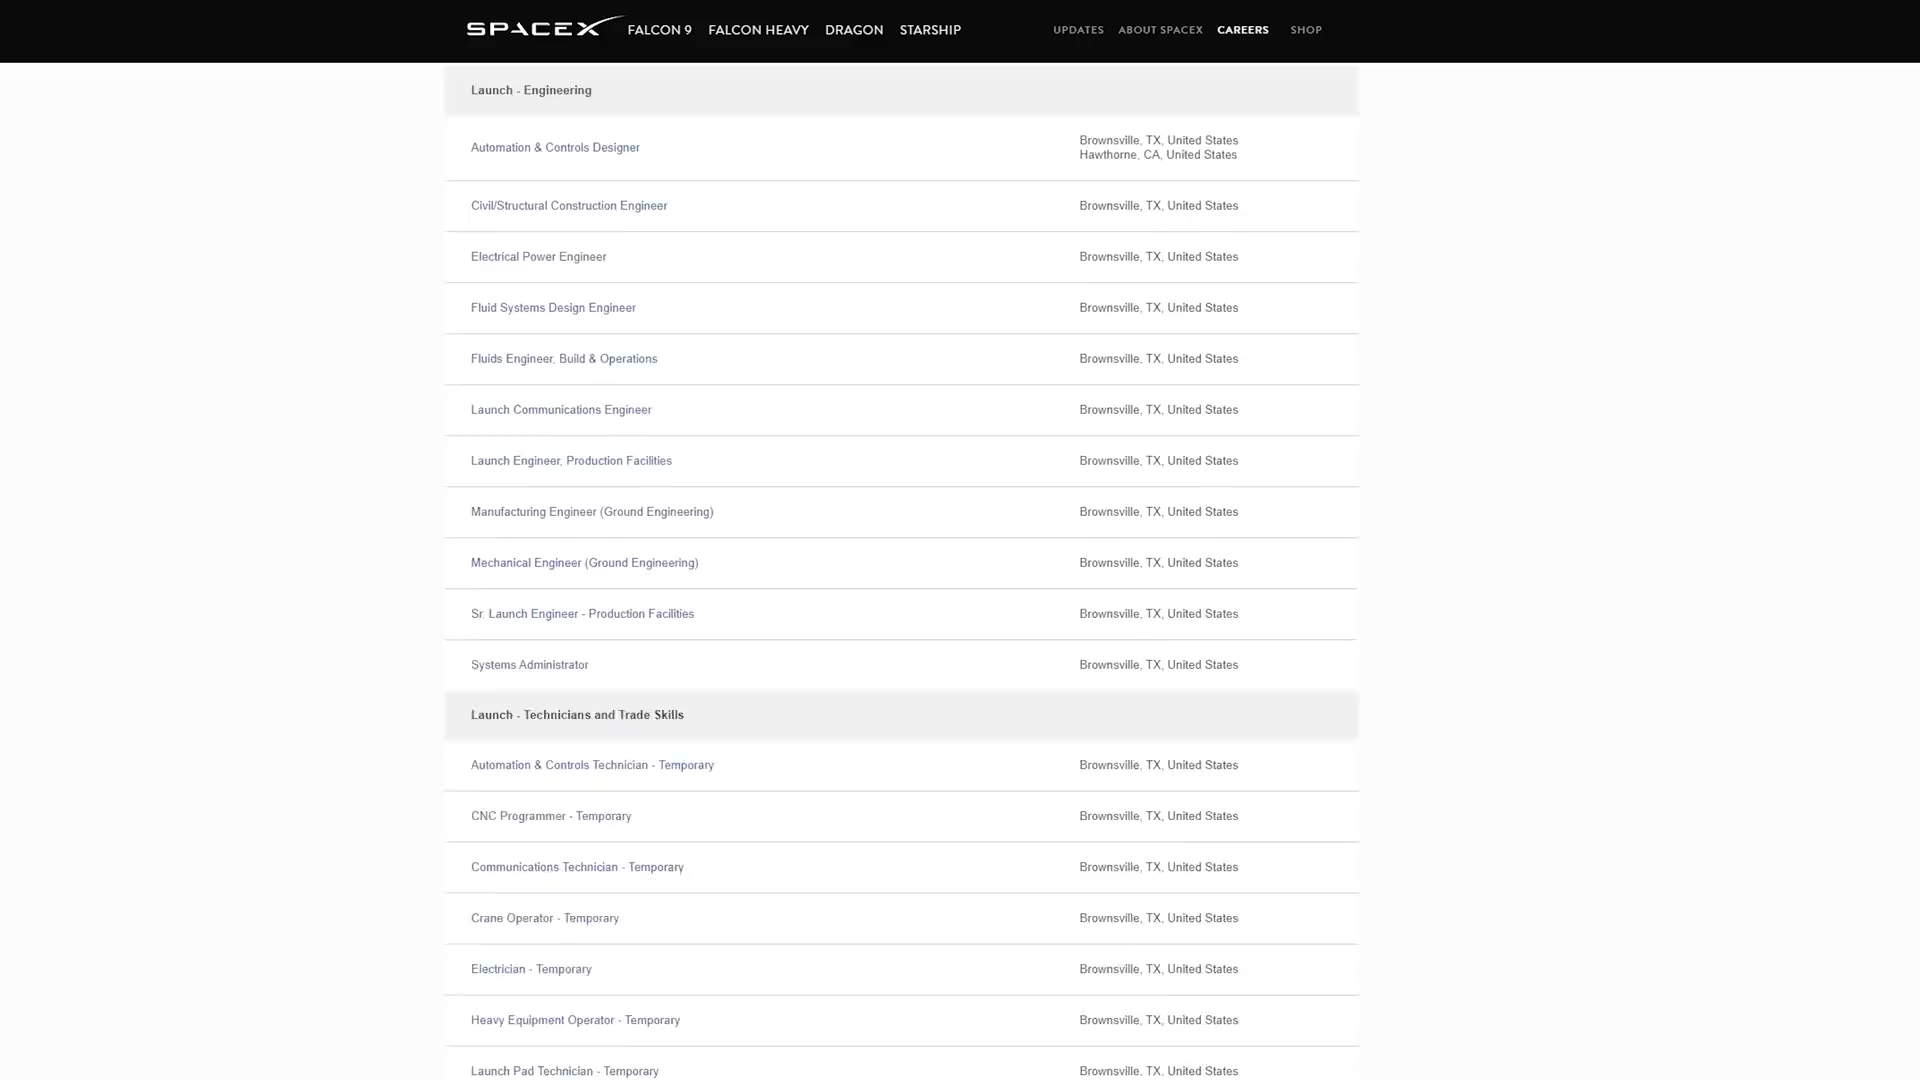 SPACEX FALCON 9 FALCON HEAVY DRAGON STARSHIP UPDATES ABOUT SPACEX CAREERS SHOP
Launch - Engineering
Automation & Controls Designer Brownsville, TX, United States
Hawthorne, CA, United States
Civil/Structural Construction Engineer Brownsville, TX, United States
Electrical Power Engineer Brownsville, TX, United States
Fluid Systems Design Engineer Brownsville, TX, United States
Fluids Engineer, Build & Operations Brownsville, TX, United States
Launch Communications Engineer Brownsville, TX, United States
Launch Engineer, Production Facilities Brownsville, TX, United States
Manufacturing Engineer (Ground Engineering) Brownsville, TX, United States
Mechanical Engineer (Ground Engineering) Brownsville, TX, United States
Sr. Launch Engineer - Production Facilities Brownsville, TX, United States
Systems Administrator Brownsville, TX, United States
Launch - Technicians and Trade Skills
Automation & Controls Technician - Temporary Brownsville, TX, United States
CNC Programmer - Temporary Brownsville, TX, United States
Communications Technician - Temporary Brownsville, TX, United States
Crane Operator - Temporary Brownsville, TX, United States
Electrician - Temporary Brownsville, TX, United States
Heavy Equipment Operator - Temporary Brownsville, TX, United States
Launch Pad Technician - Temporary Brownsville, TX, United States